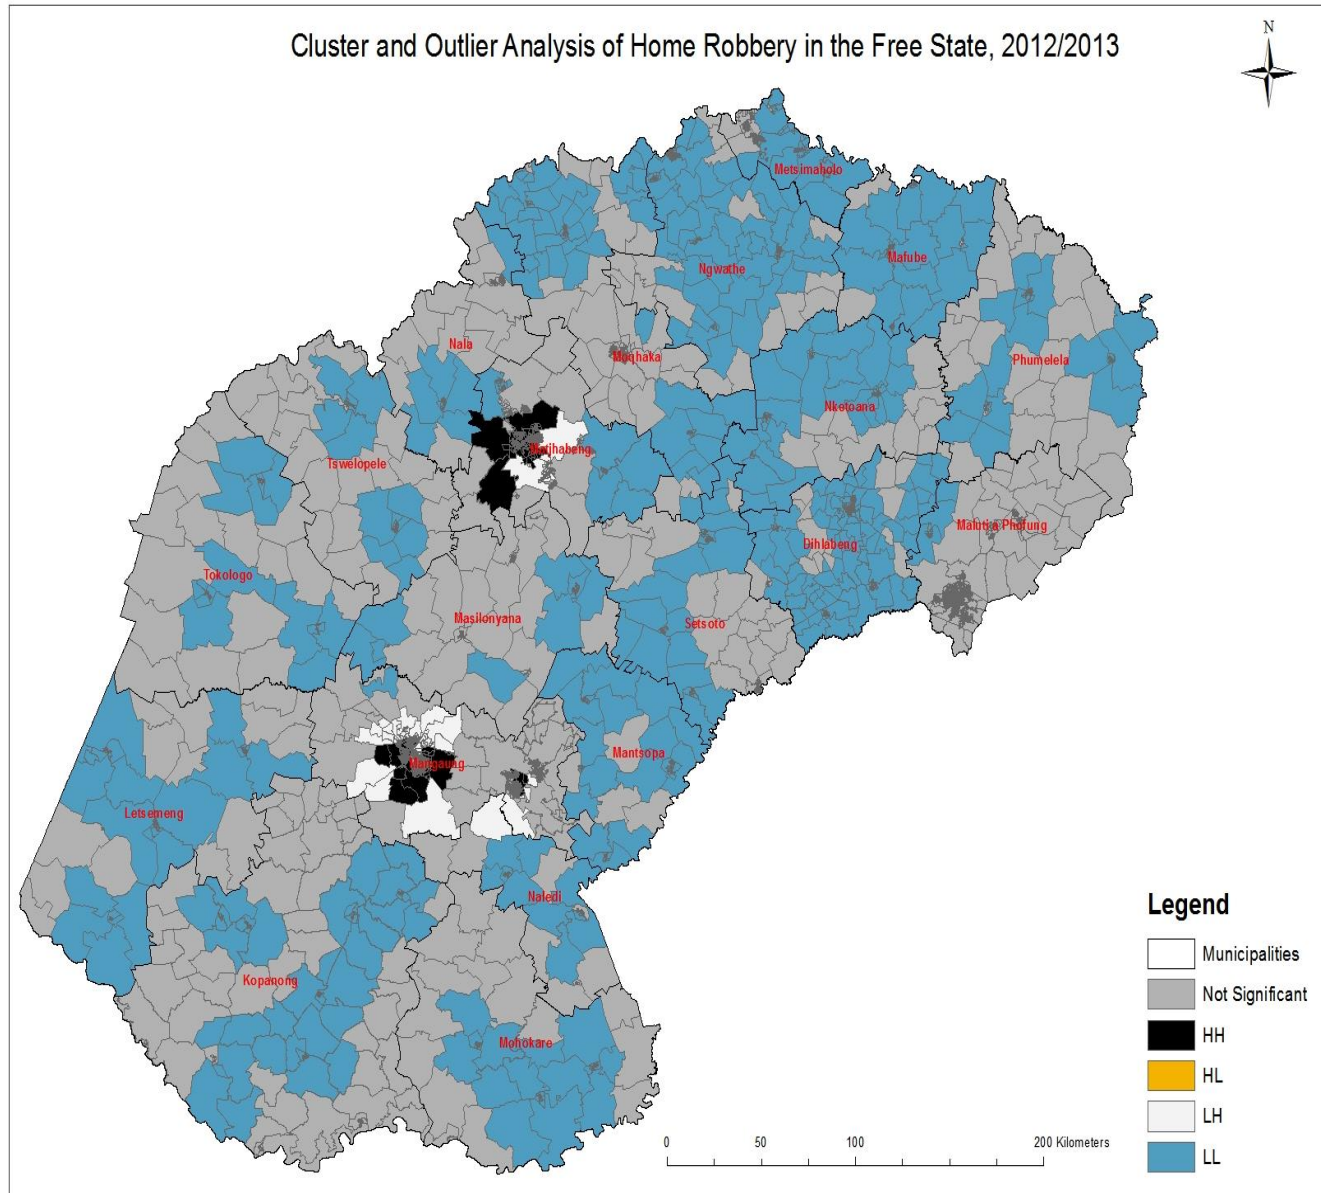 Cluster and Outlier Analysis of Home Robbery in the Free State, 2012/2013
N
Metsimaholo
Ngwathe
Mafube
Nala
Moqhaka
Phumelela
Nketoana
Matjhabeng
Tswelopele
Maluti a Phofung
Dihlabeng
Tokologo
Masilonyana
Setsoto
Mantsopa
Mangaung
Letsemeng
Naledi
Kopanong
Mohokare
Legend
Municipalities
Not Significant
HH
HL
LH
LL
0 50 100 200 Kilometers